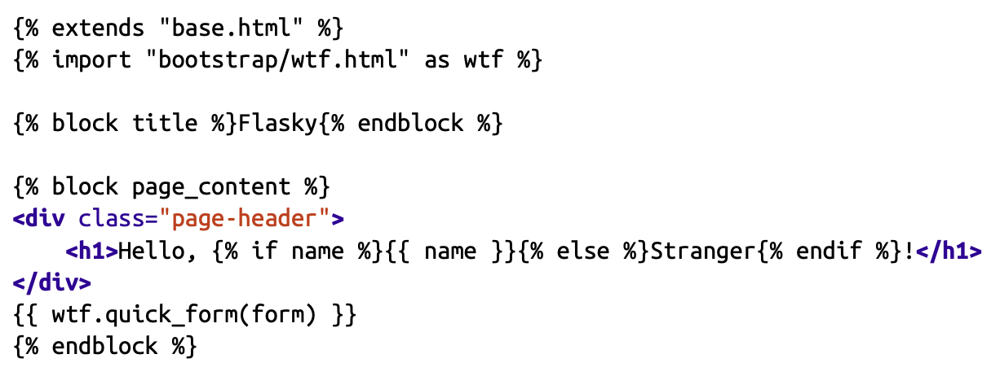 {% extends "base.html" %}
{% import "bootstrap/wtf.html" as wtf %}

{% block title %}Flasky{% endblock %}

{% block page_content %}
<div class="page-header">
    <h1>Hello, {% if name %}{{ name }}{% else %}Stranger{% endif %}!</h1>
</div>
{{ wtf.quick_form(form) }}
{% endblock %}